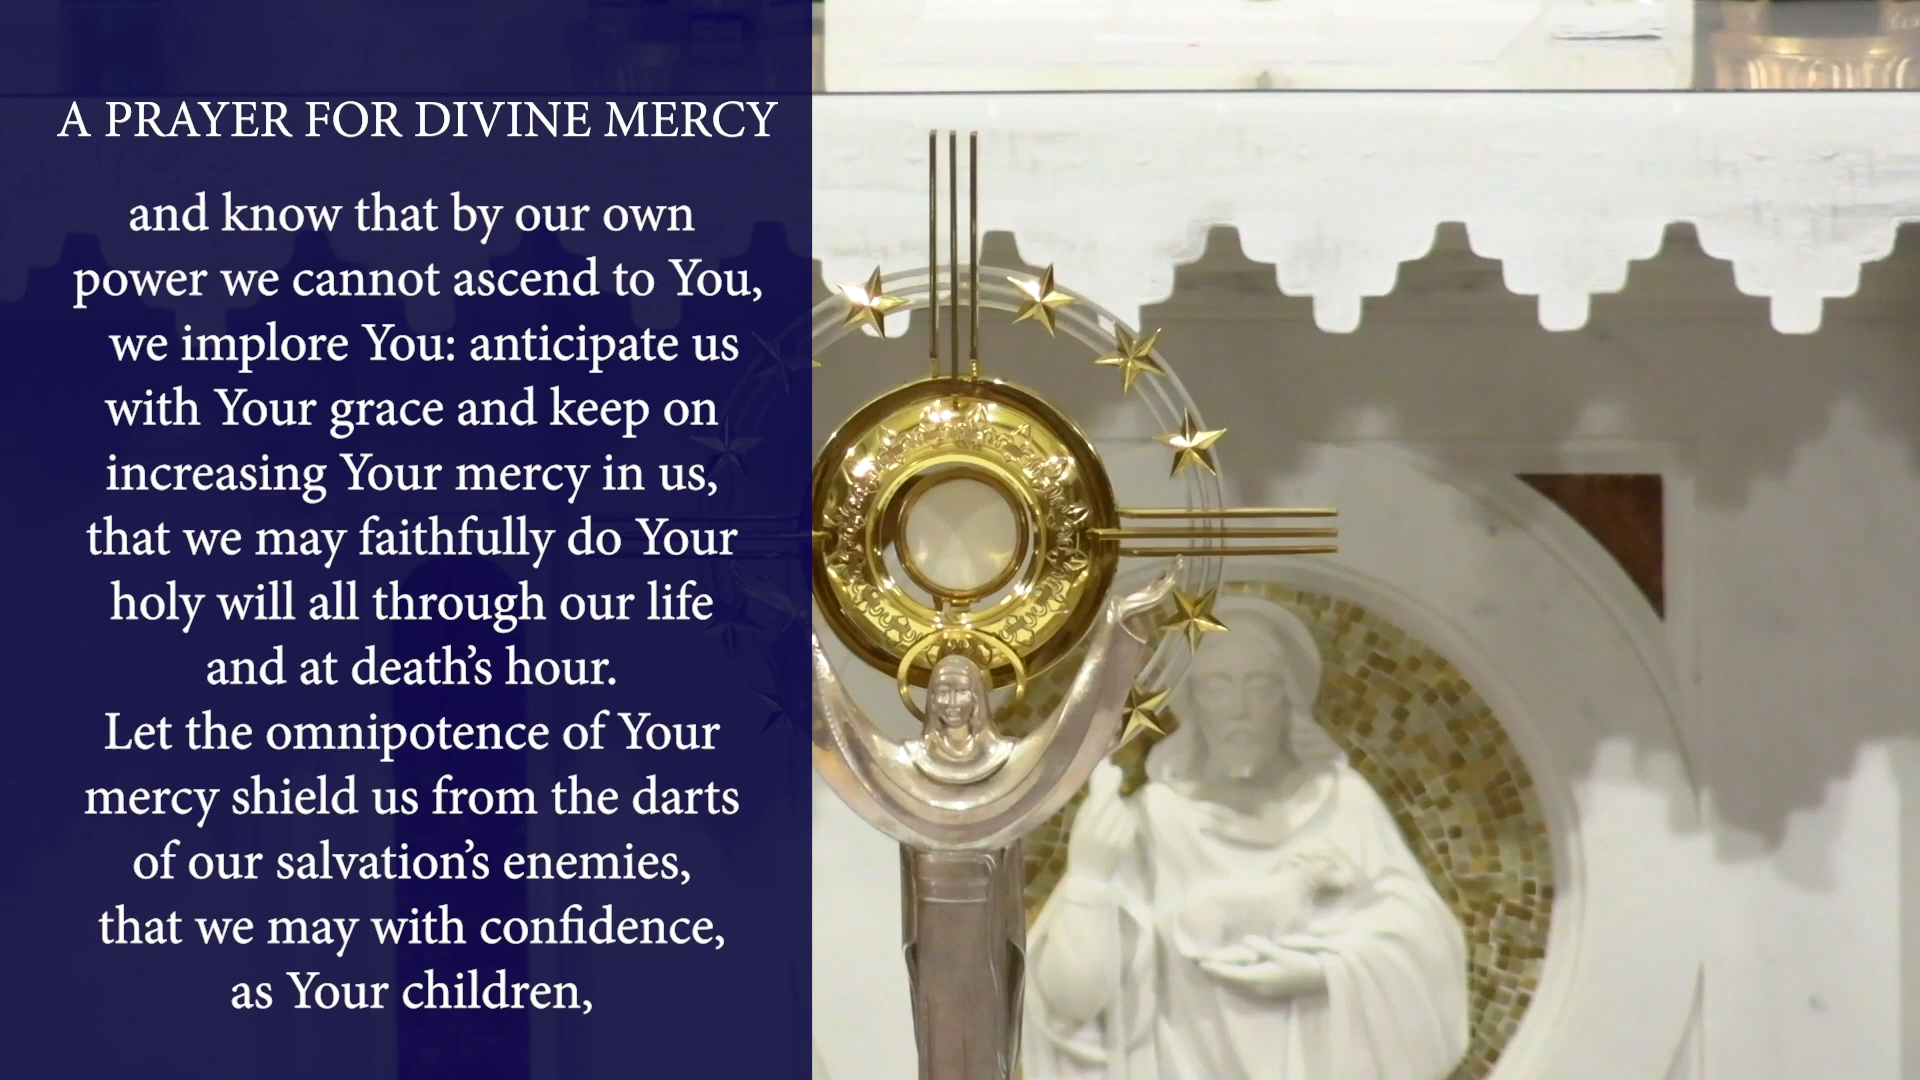 A PRAYER FOR DIVINE MERCY
and know that by our own
power we cannot ascend to You,
we implore You: anticipate us
with Your grace and keep on
increasing Your mercy in us,
that we may faithfully do Your
holy will all through our life
and at death’s hour.
Let the omnipotence of Your
mercy shield us from the darts
of our salvation’s enemies,
that we may with confidence,
as Your children,